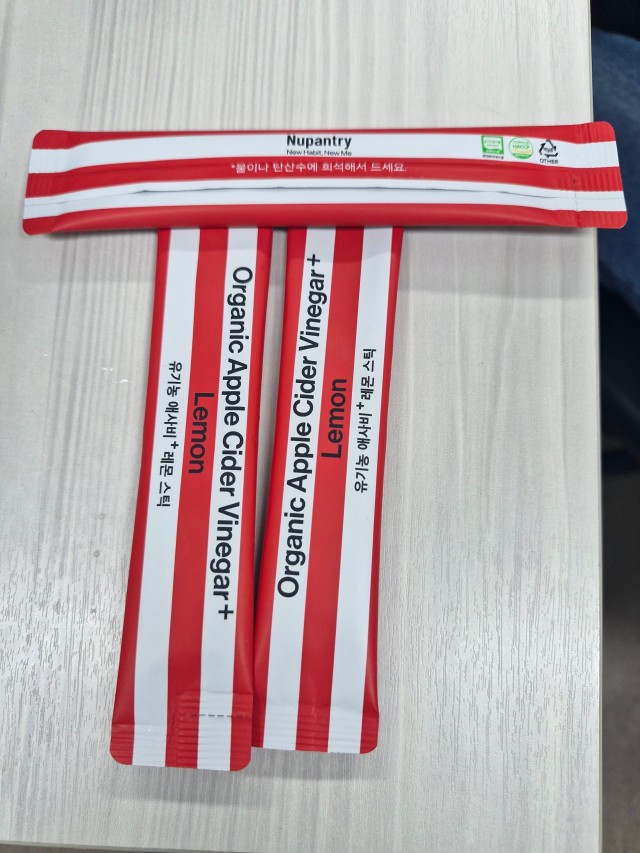 Nupantry
New Habit, New Me
*물이나 탄산수에 희석해서 드세요.
HACCP
OTHER
Organic Apple Cider Vinegar+
Lemon
유기농 애사비+ 레몬 스틱
Organic Apple Cider Vinegar+
Lemon
유기농 애사비+ 레몬 스틱